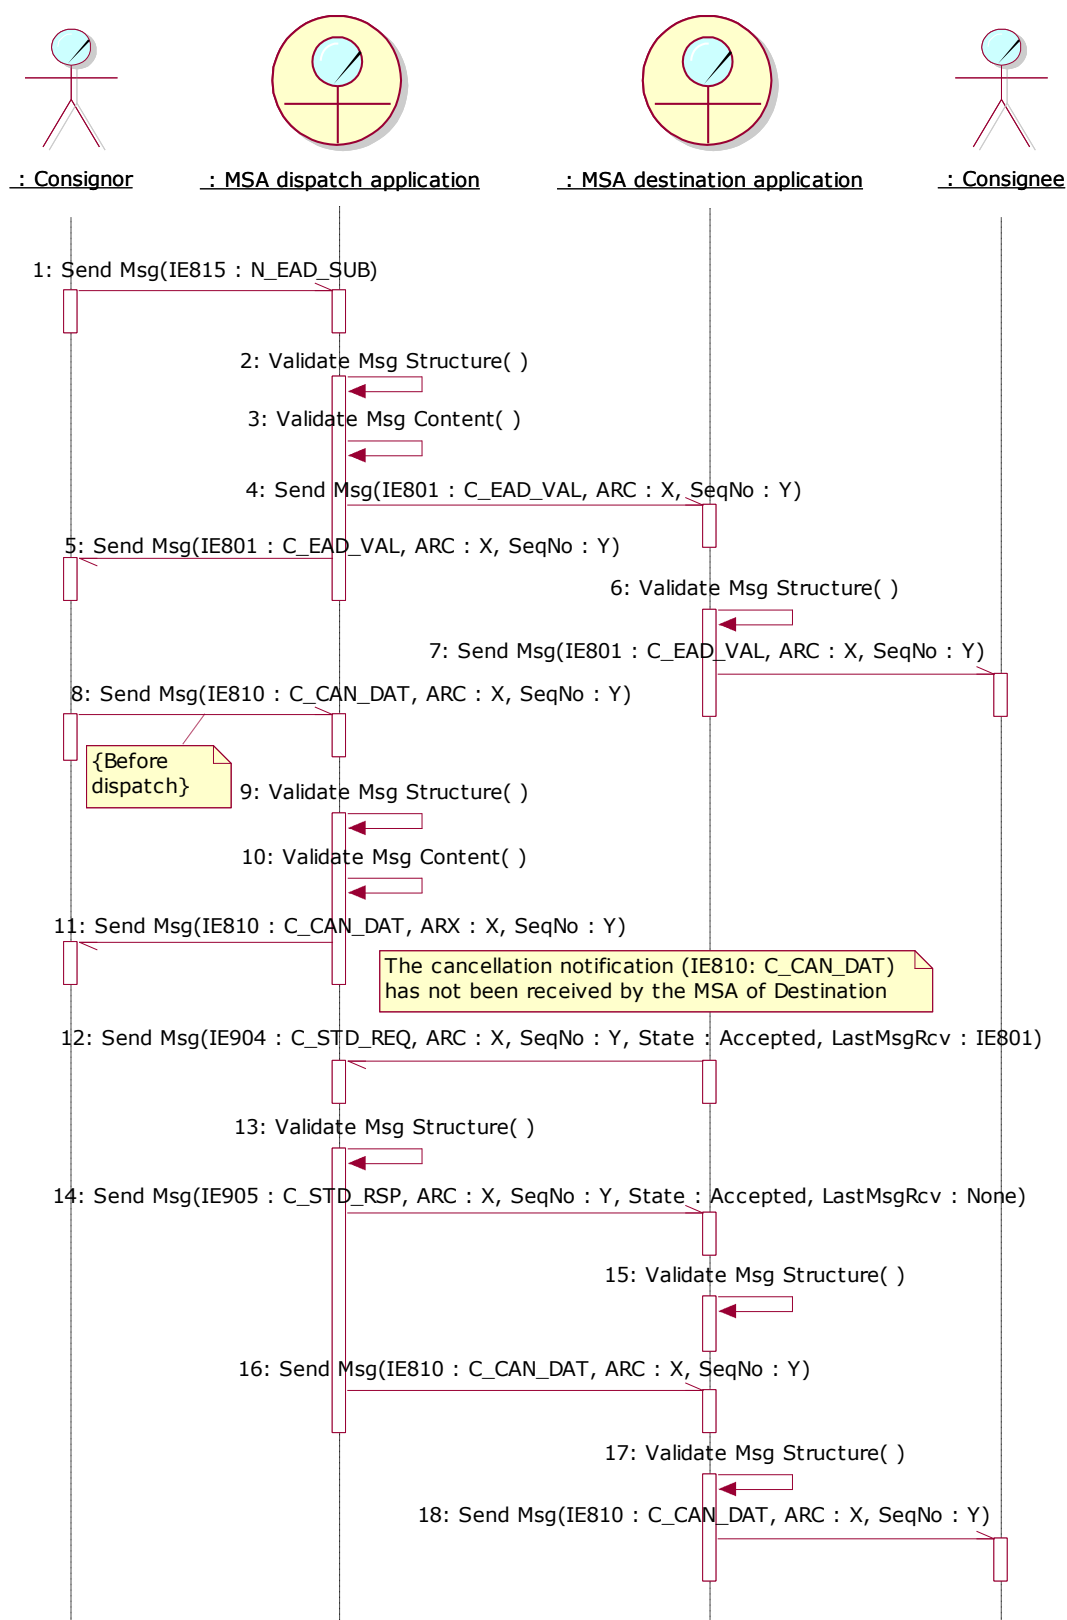 : Consignor
: MSA dispatch application
: MSA destination application
: Consignee
1: Send Msg(IE815 : N_EAD_SUB)
2: Validate Msg Structure( )
3: Validate Msg Content( )
4: Send Msg(IE801 : C_EAD_VAL, ARC : X, SeqNo : Y)
5: Send Msg(IE801 : C_EAD_VAL, ARC : X, SeqNo : Y)
6: Validate Msg Structure( )
7: Send Msg(IE801 : C_EAD_VAL, ARC : X, SeqNo : Y)
8: Send Msg(IE810 : C_CAN_DAT, ARC : X, SeqNo : Y)
{Before
dispatch}
9: Validate Msg Structure( )
10: Validate Msg Content( )
11: Send Msg(IE810 : C_CAN_DAT, ARX : X, SeqNo : Y)
The cancellation notification (IE810: C_CAN_DAT)
has not been received by the MSA of Destination
12: Send Msg(IE904 : C_STD_REQ, ARC : X, SeqNo : Y, State : Accepted, LastMsgRcv : IE801)
13: Validate Msg Structure( )
14: Send Msg(IE905 : C_STD_RSP, ARC : X, SeqNo : Y, State : Accepted, LastMsgRcv : None)
15: Validate Msg Structure( )
16: Send Msg(IE810 : C_CAN_DAT, ARC : X, SeqNo : Y)
17: Validate Msg Structure( )
18: Send Msg(IE810 : C_CAN_DAT, ARC : X, SeqNo : Y)